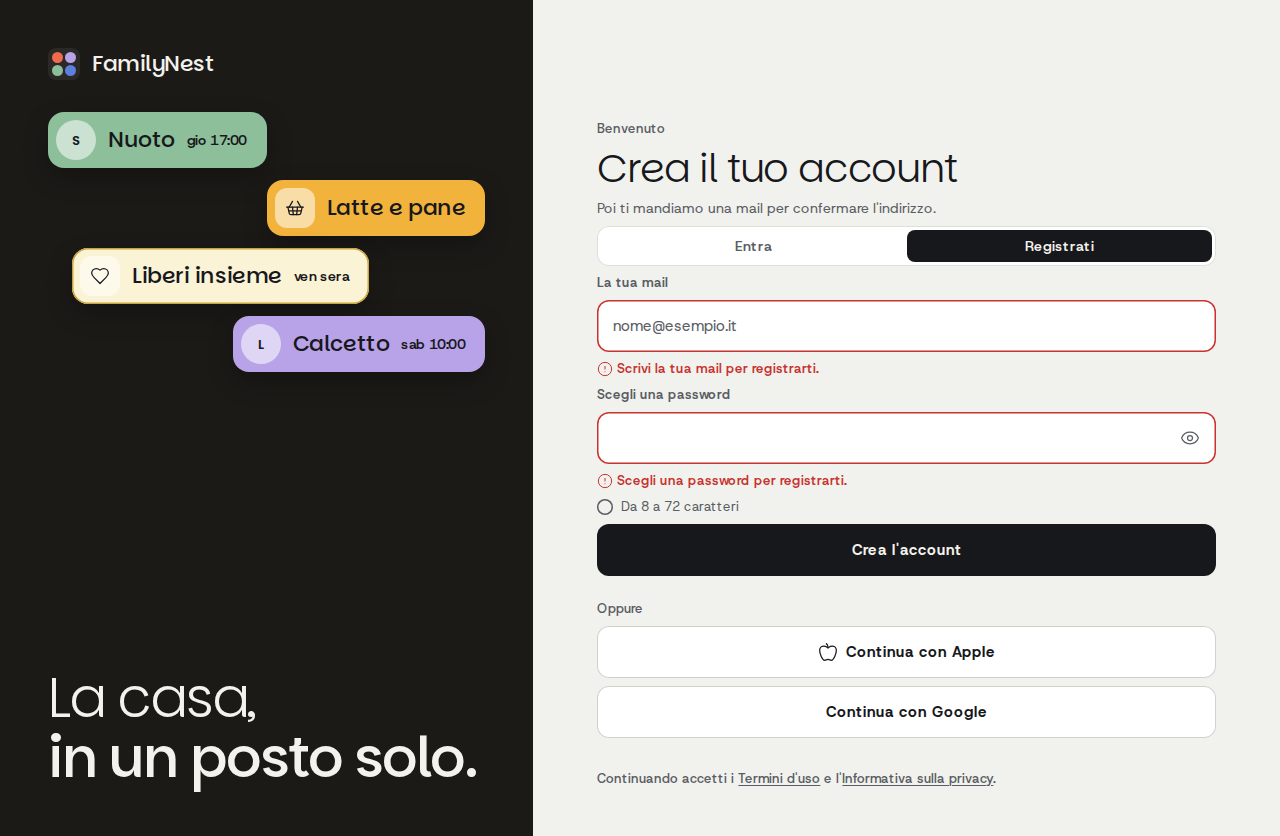 FamilyNest
S Nuoto gio 17:00
Latte e pane
Liberi insieme ven sera
L Calcetto sab 10:00
La casa,
in un posto solo.
Benvenuto
Crea il tuo account
Poi ti mandiamo una mail per confermare l'indirizzo.
Entra Registrati
La tua mail
nome@esempio.it
Scrivi la tua mail per registrarti.
Scegli una password
Scegli una password per registrarti.
Da 8 a 72 caratteri
Crea l'account
Oppure
Continua con Apple
Continua con Google
Continuando accetti i Termini d'uso e l'Informativa sulla privacy.